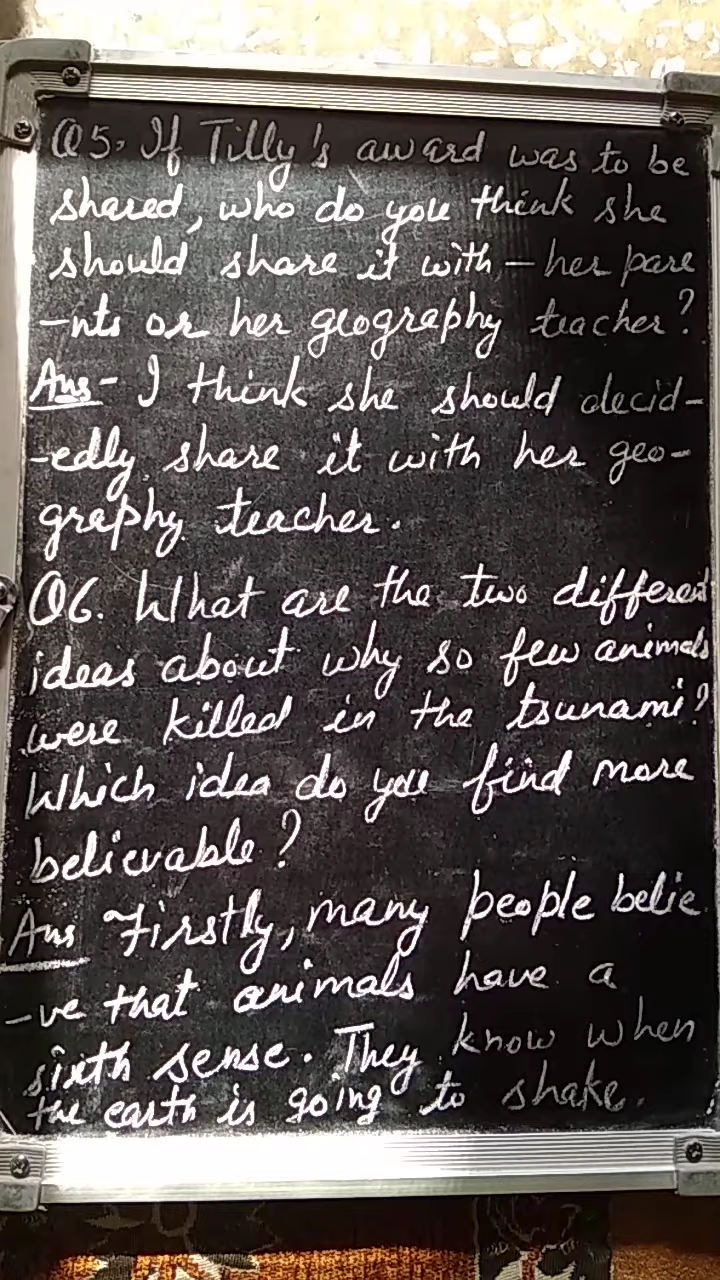 Q5. If Tilly's award was to be
shared, who do you think she
should share it with - her pare
-nts or her geography teacher?
Ans- I think she should decid-
-edly share it with her geo-
graphy teacher.
Q6. What are the two different
ideas about why so few animals
were killed in the tsunami?
Which idea do you find more
believable?
Ans Firstly, many people belie
-ve that animals have a
sixth sense. They know when
the earth is going to shake.